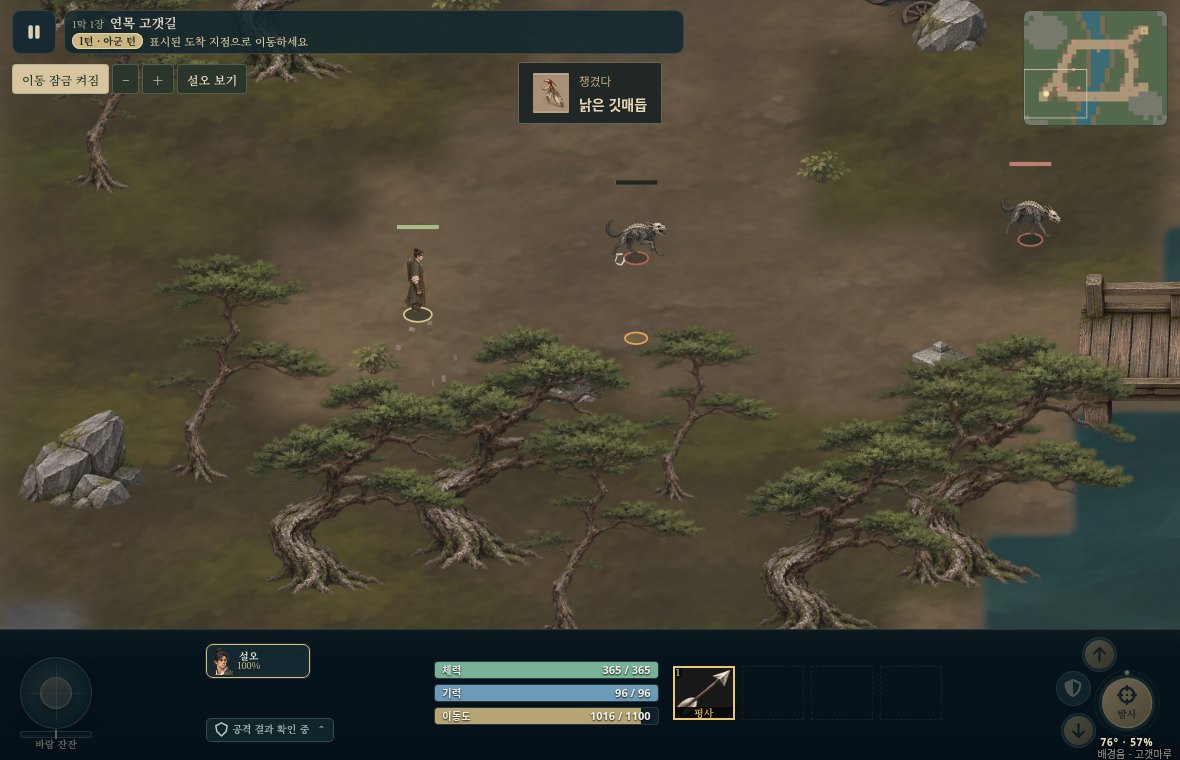 1막 1장 연목 고갯길
1턴 · 아군 턴 표시된 도착 지점으로 이동하세요
이동 잠금 켜짐 − + 설오 보기
챙겼다
낡은 깃매듭
설오
100%
체력 365 / 365
기력 96 / 96
이동도 1016 / 1100
1
평사
공격 결과 확인 중
바람 잔잔
발사
76° · 57%
배경음 · 고갯마루